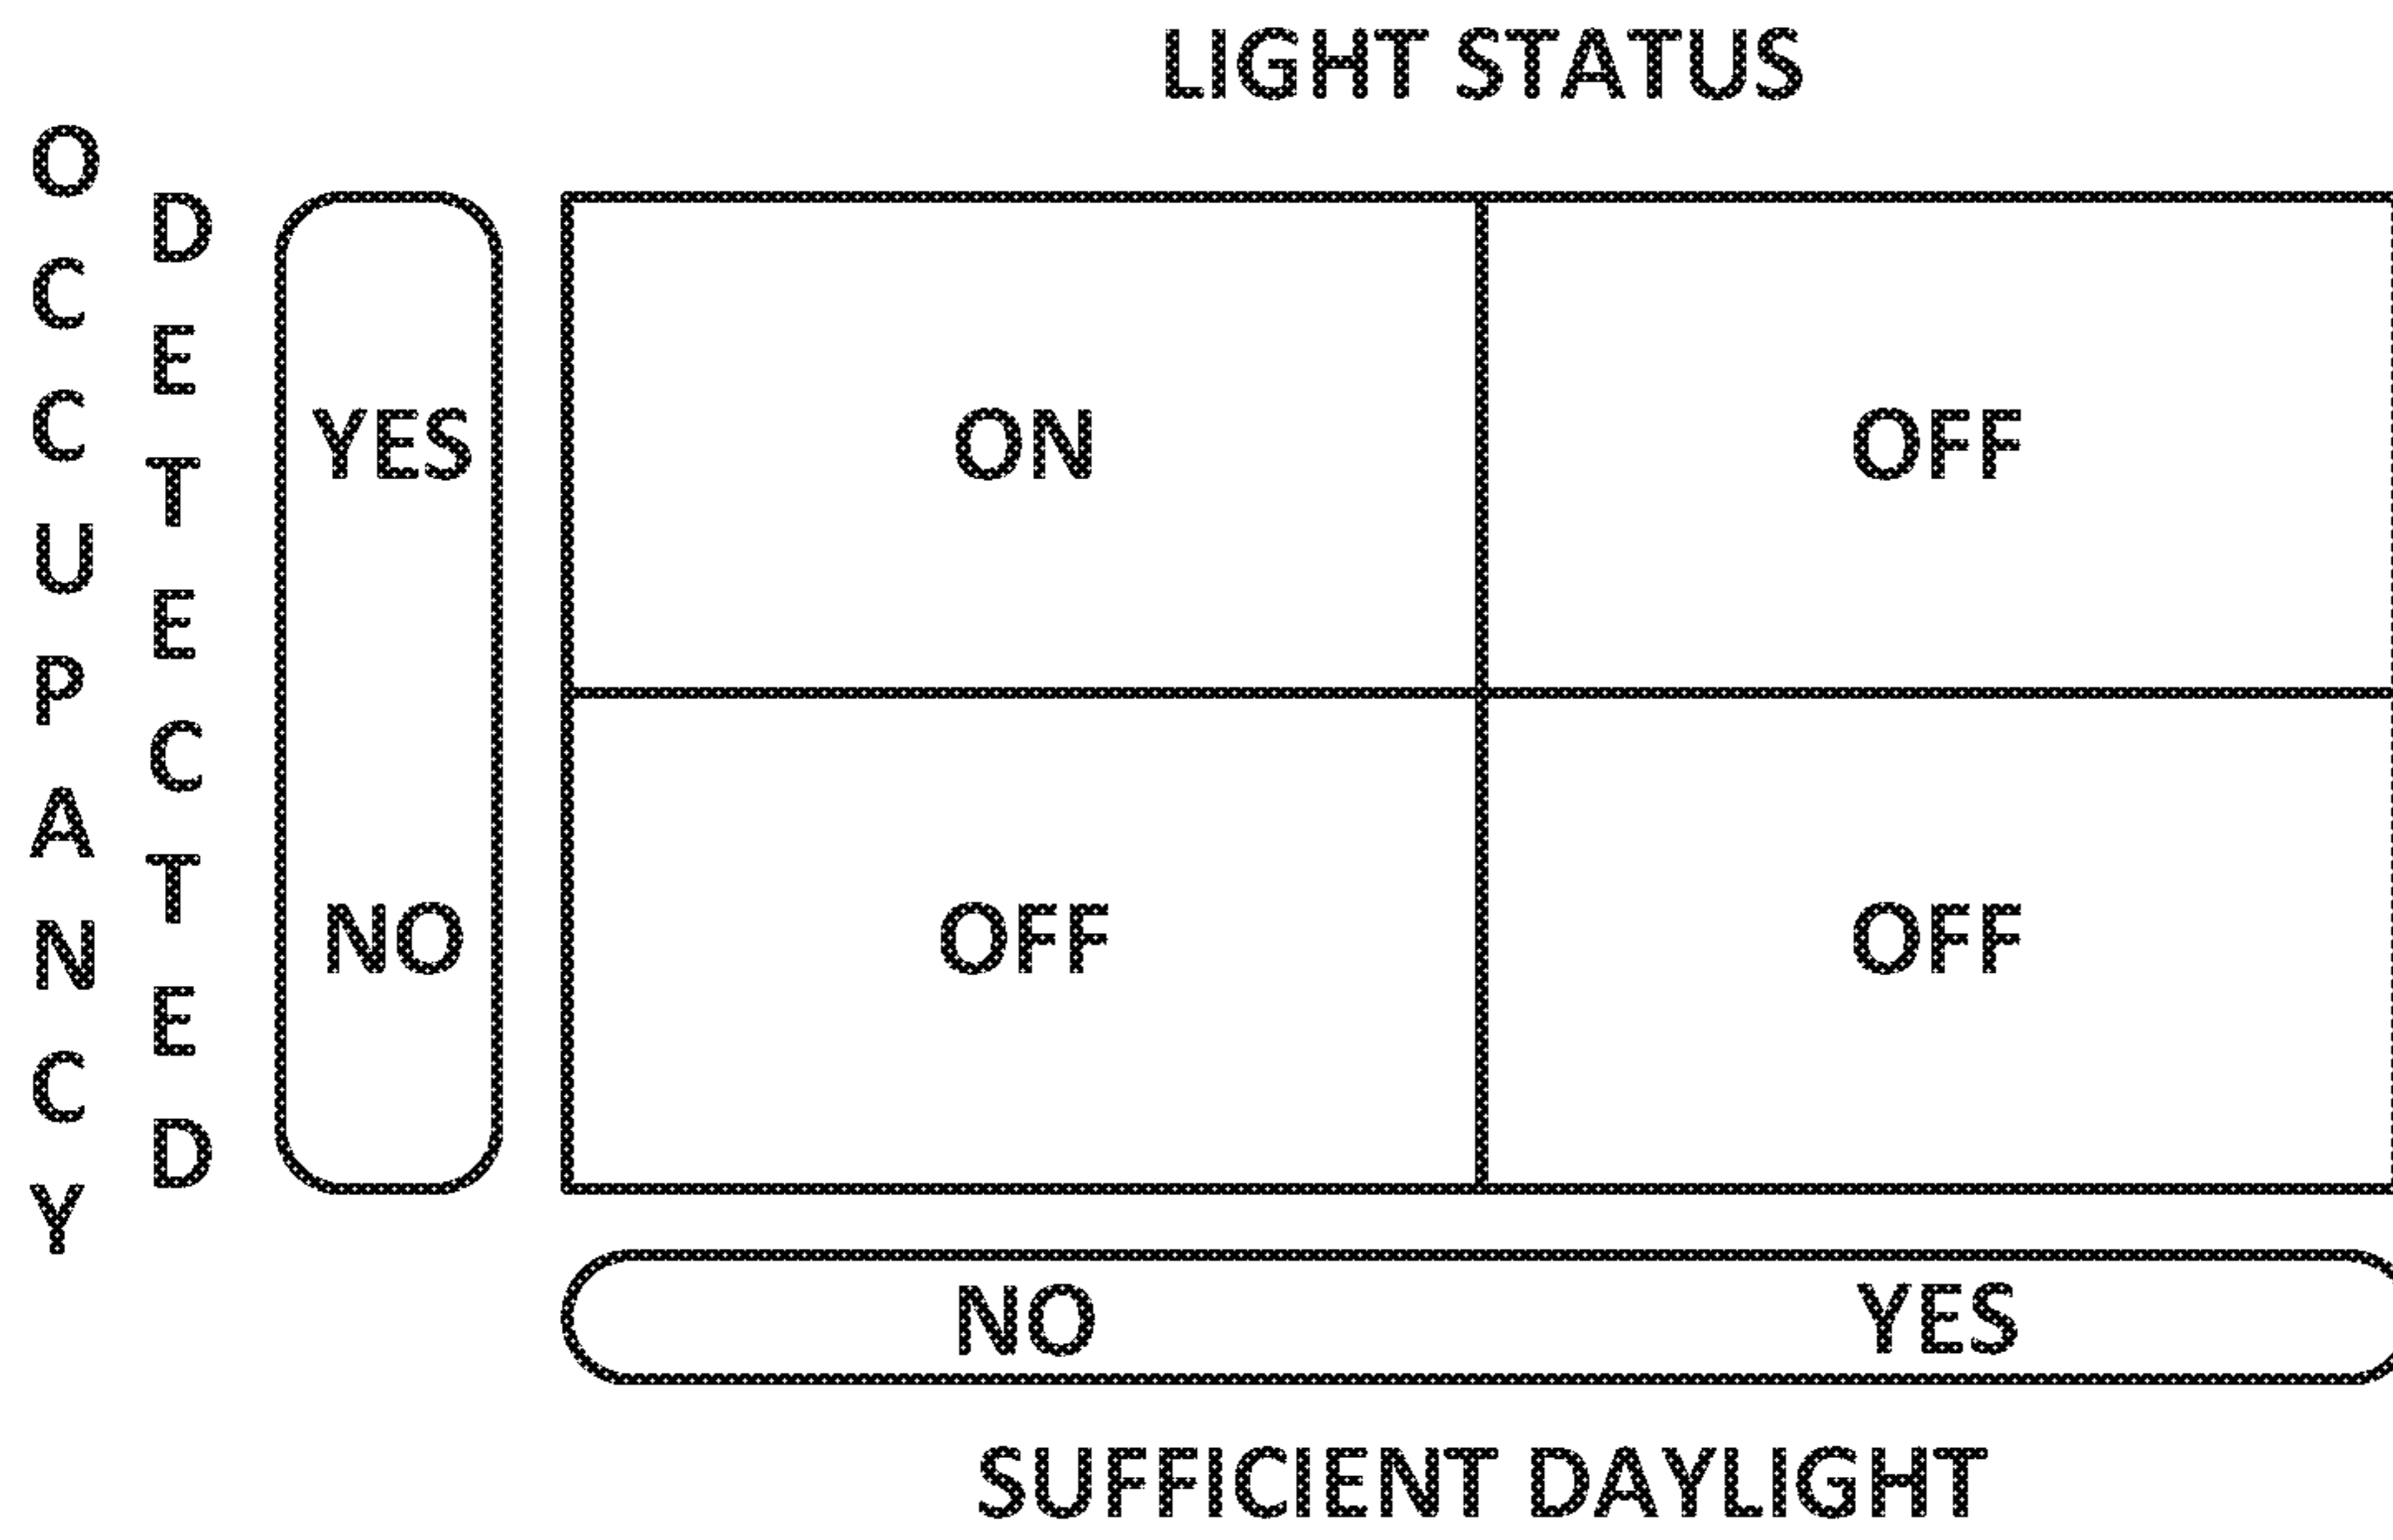 LIGHT STATUS
OCCUPANCY
DETECTED
YES
ON
OFF
NO
OFF
OFF
NO
YES
SUFFICIENT DAYLIGHT